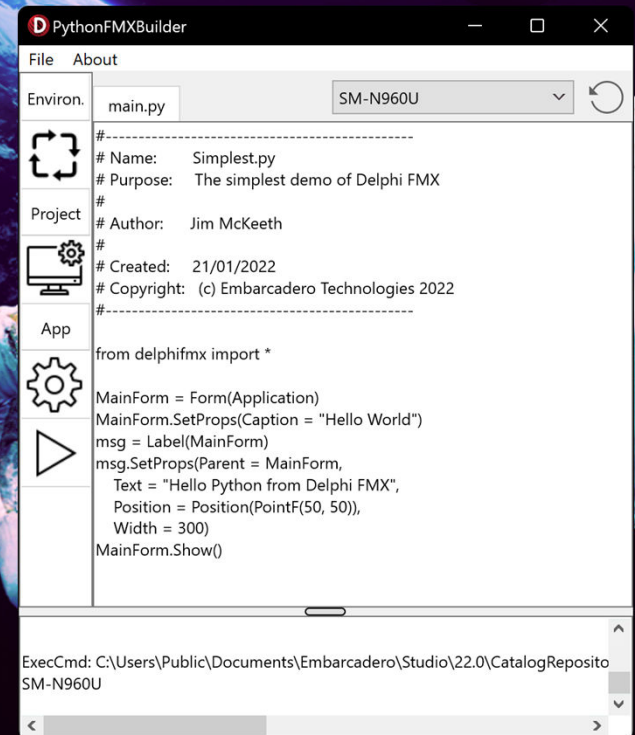 PythonFMXBuilder
File About
Environ.
main.py
SM-N960U
Project
App
#-----------------------------------------------
# Name: Simplest.py
# Purpose: The simplest demo of Delphi FMX
#
# Author: Jim McKeeth
#
# Created: 21/01/2022
# Copyright: (c) Embarcadero Technologies 2022
#-----------------------------------------------
from delphifmx import *
MainForm = Form(Application)
MainForm.SetProps(Caption = "Hello World")
msg = Label(MainForm)
msg.SetProps(Parent = MainForm,
Text = "Hello Python from Delphi FMX",
Position = Position(PointF(50, 50)),
Width = 300)
MainForm.Show()
ExecCmd: C:\Users\Public\Documents\Embarcadero\Studio\22.0\CatalogReposito
SM-N960U